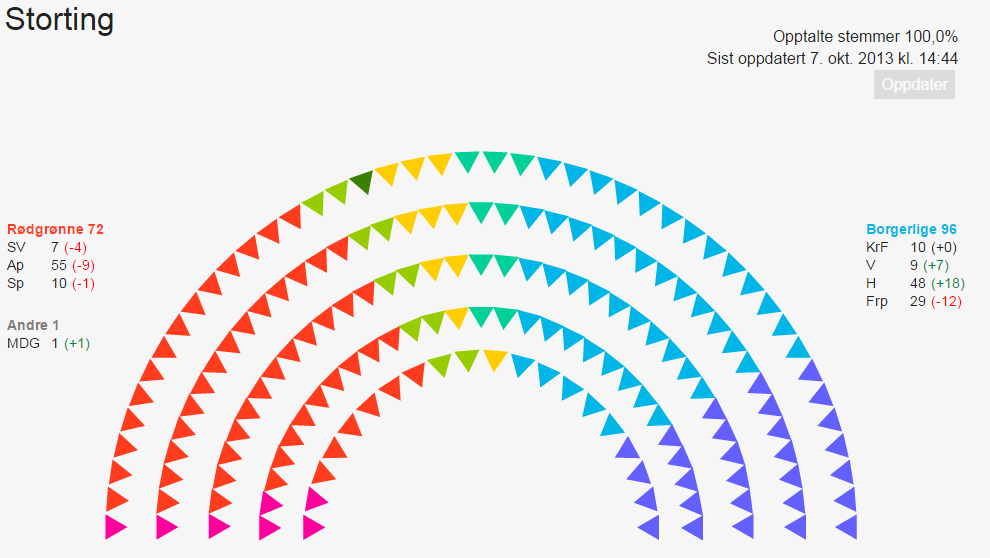 Storting
Opptalte stemmer 100,0%
Sist oppdatert 7. okt. 2013 kl. 14:44
Oppdater
Rødgrønne 72
SV 7 (-4)
Ap 55 (-9)
Sp 10 (-1)
Andre 1
MDG 1 (+1)
Borgerlige 96
KrF 10 (+0)
V 9 (+7)
H 48 (+18)
Frp 29 (-12)